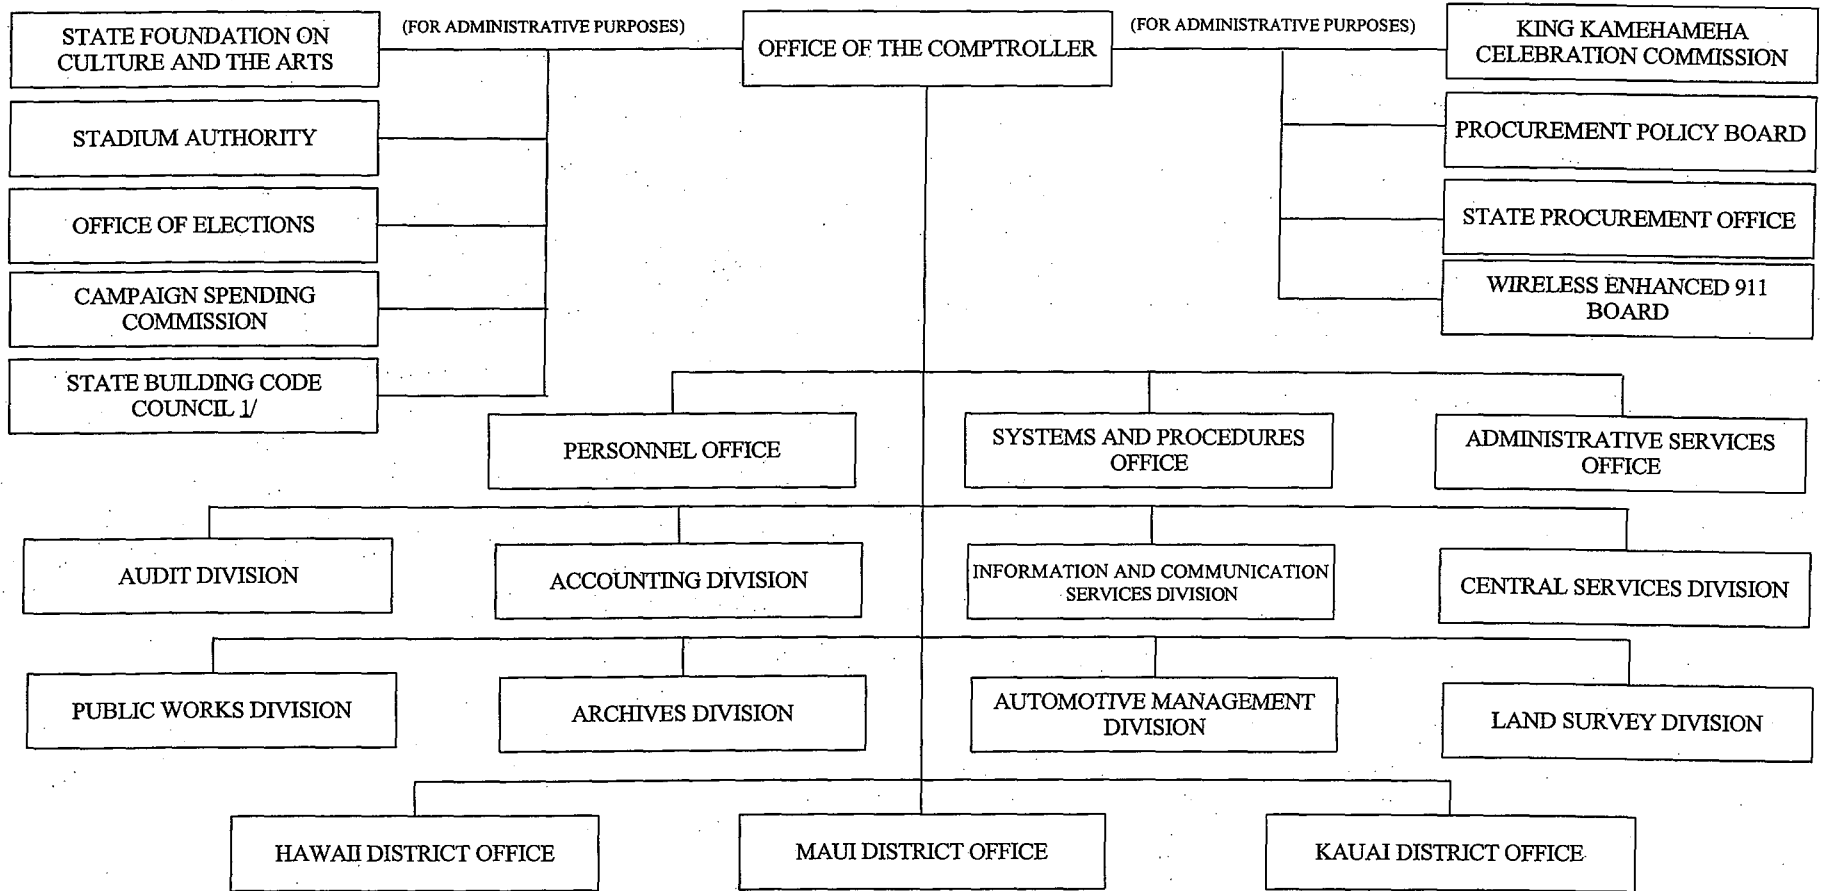 STATE FOUNDATION ON
CULTURE AND THE ARTS
(FOR ADMINISTRATIVE PURPOSES)
OFFICE OF THE COMPTROLLER
(FOR ADMINISTRATIVE PURPOSES)
KING KAMEHAMEHA
CELEBRATION COMMISSION
STADIUM AUTHORITY
PROCUREMENT POLICY BOARD
OFFICE OF ELECTIONS
STATE PROCUREMENT OFFICE
CAMPAIGN SPENDING
COMMISSION
WIRELESS ENHANCED 911
BOARD
STATE BUILDING CODE
COUNCIL 1/
PERSONNEL OFFICE
SYSTEMS AND PROCEDURES
OFFICE
ADMINISTRATIVE SERVICES
OFFICE
AUDIT DIVISION
ACCOUNTING DIVISION
INFORMATION AND COMMUNICATION
SERVICES DIVISION
CENTRAL SERVICES DIVISION
PUBLIC WORKS DIVISION
ARCHIVES DIVISION
AUTOMOTIVE MANAGEMENT
DIVISION
LAND SURVEY DIVISION
HAWAII DISTRICT OFFICE
MAUI DISTRICT OFFICE
KAUAI DISTRICT OFFICE